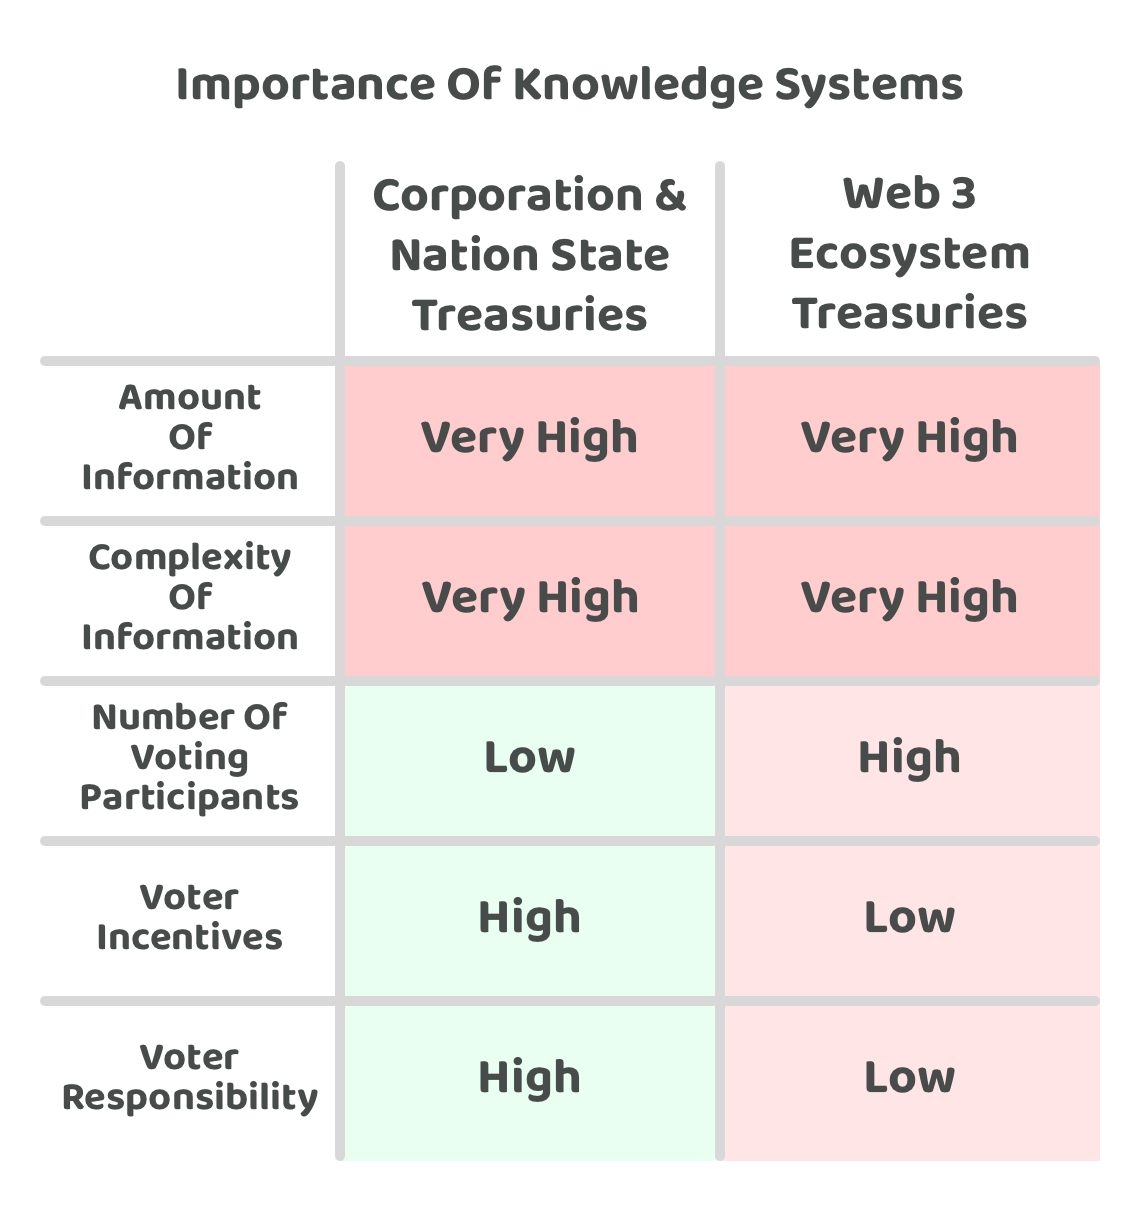 Importance Of Knowledge Systems
Corporation &
Nation State
Treasuries
Web 3
Ecosystem
Treasuries
Amount
Of
Information
Very High
Very High
Complexity
Of
Information
Very High
Very High
Number Of
Voting
Participants
Low
High
Voter
Incentives
High
Low
Voter
Responsibility
High
Low